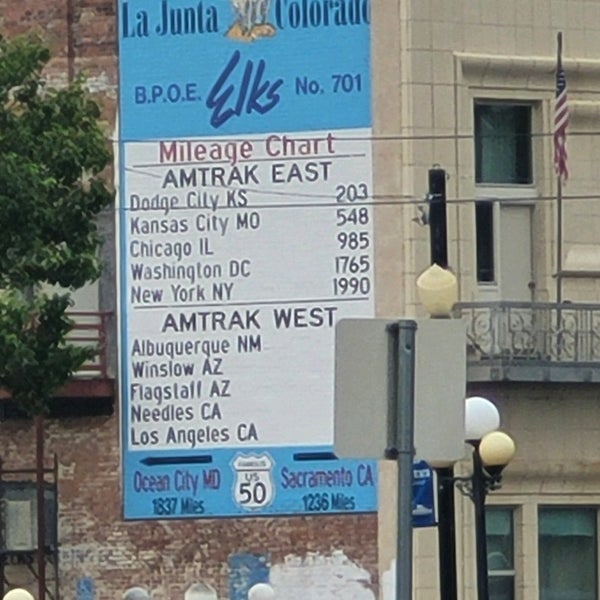 La Junta Colorado
B.P.O.E. Elks No. 701
Mileage Chart
AMTRAK EAST
Dodge City KS 203
Kansas City MO 548
Chicago IL 985
Washington DC 1765
New York NY 1990
AMTRAK WEST
Albuquerque NM
Winslow AZ
Flagstaff AZ
Needles CA
Los Angeles CA
Ocean City MD US 50 Sacramento CA
1837 Miles 1236 Miles